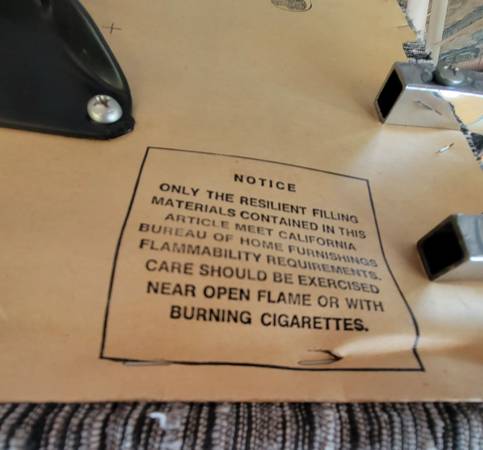 NOTICE
ONLY THE RESILIENT FILLING
MATERIALS CONTAINED IN THIS
ARTICLE MEET CALIFORNIA
BUREAU OF HOME FURNISHINGS
FLAMMABILITY REQUIREMENTS.
CARE SHOULD BE EXERCISED
NEAR OPEN FLAME OR WITH
BURNING CIGARETTES.